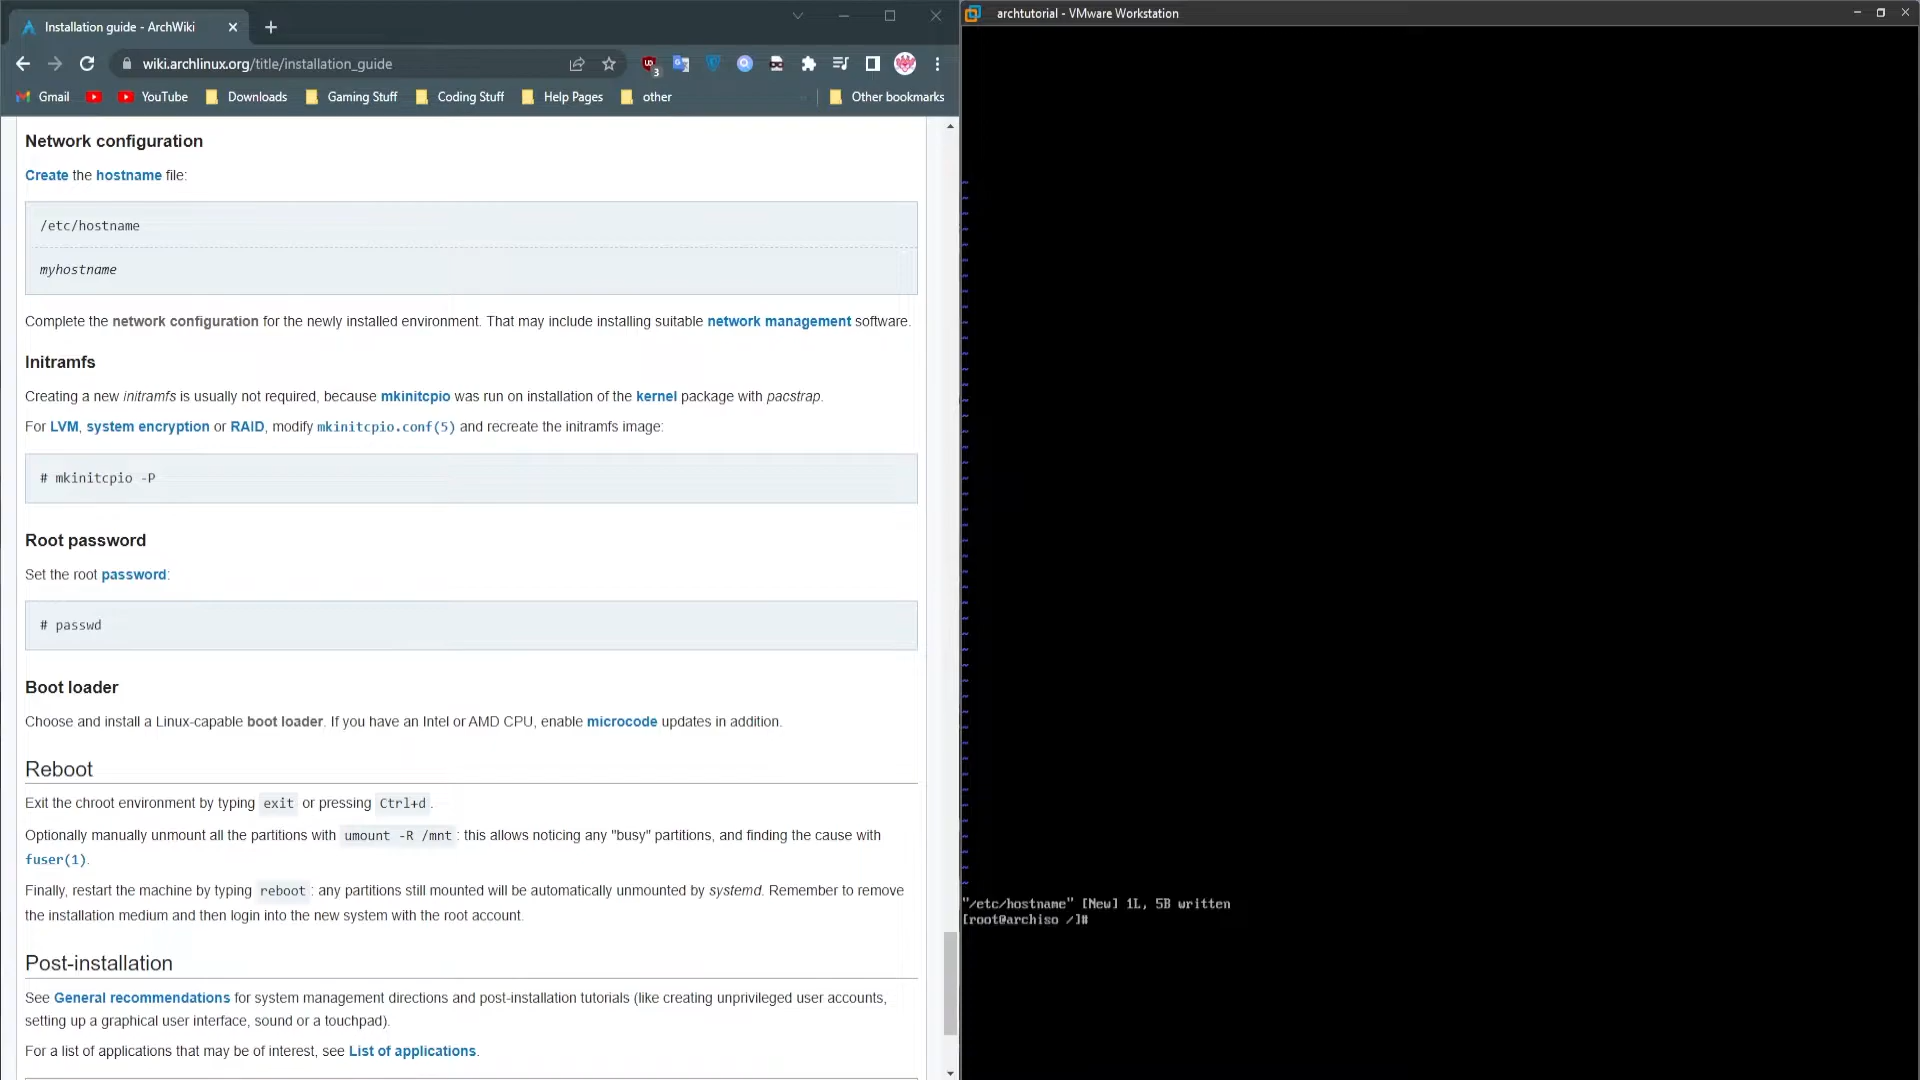 Installation guide - ArchWiki
wiki.archlinux.org/title/installation_guide
3
Gmail
YouTube
Downloads
Gaming Stuff
Coding Stuff
Help Pages
other
Other bookmarks
Network configuration
Create the hostname file:
/etc/hostname
myhostname
Complete the network configuration for the newly installed environment. That may include installing suitable network management software.
Initramfs
Creating a new initramfs is usually not required, because mkinitcpio was run on installation of the kernel package with pacstrap.
For LVM, system encryption or RAID, modify mkinitcpio.conf(5) and recreate the initramfs image:
# mkinitcpio -P
Root password
Set the root password:
# passwd
Boot loader
Choose and install a Linux-capable boot loader. If you have an Intel or AMD CPU, enable microcode updates in addition.
Reboot
Exit the chroot environment by typing exit or pressing Ctrl+d.
Optionally manually unmount all the partitions with umount -R /mnt: this allows noticing any "busy" partitions, and finding the cause with
fuser(1).
Finally, restart the machine by typing reboot: any partitions still mounted will be automatically unmounted by systemd. Remember to remove
the installation medium and then login into the new system with the root account.
Post-installation
See General recommendations for system management directions and post-installation tutorials (like creating unprivileged user accounts,
setting up a graphical user interface, sound or a touchpad).
For a list of applications that may be of interest, see List of applications.
archtutorial - VMware Workstation
"/etc/hostname" [New] 1L, 5B written
[root@archiso /]#